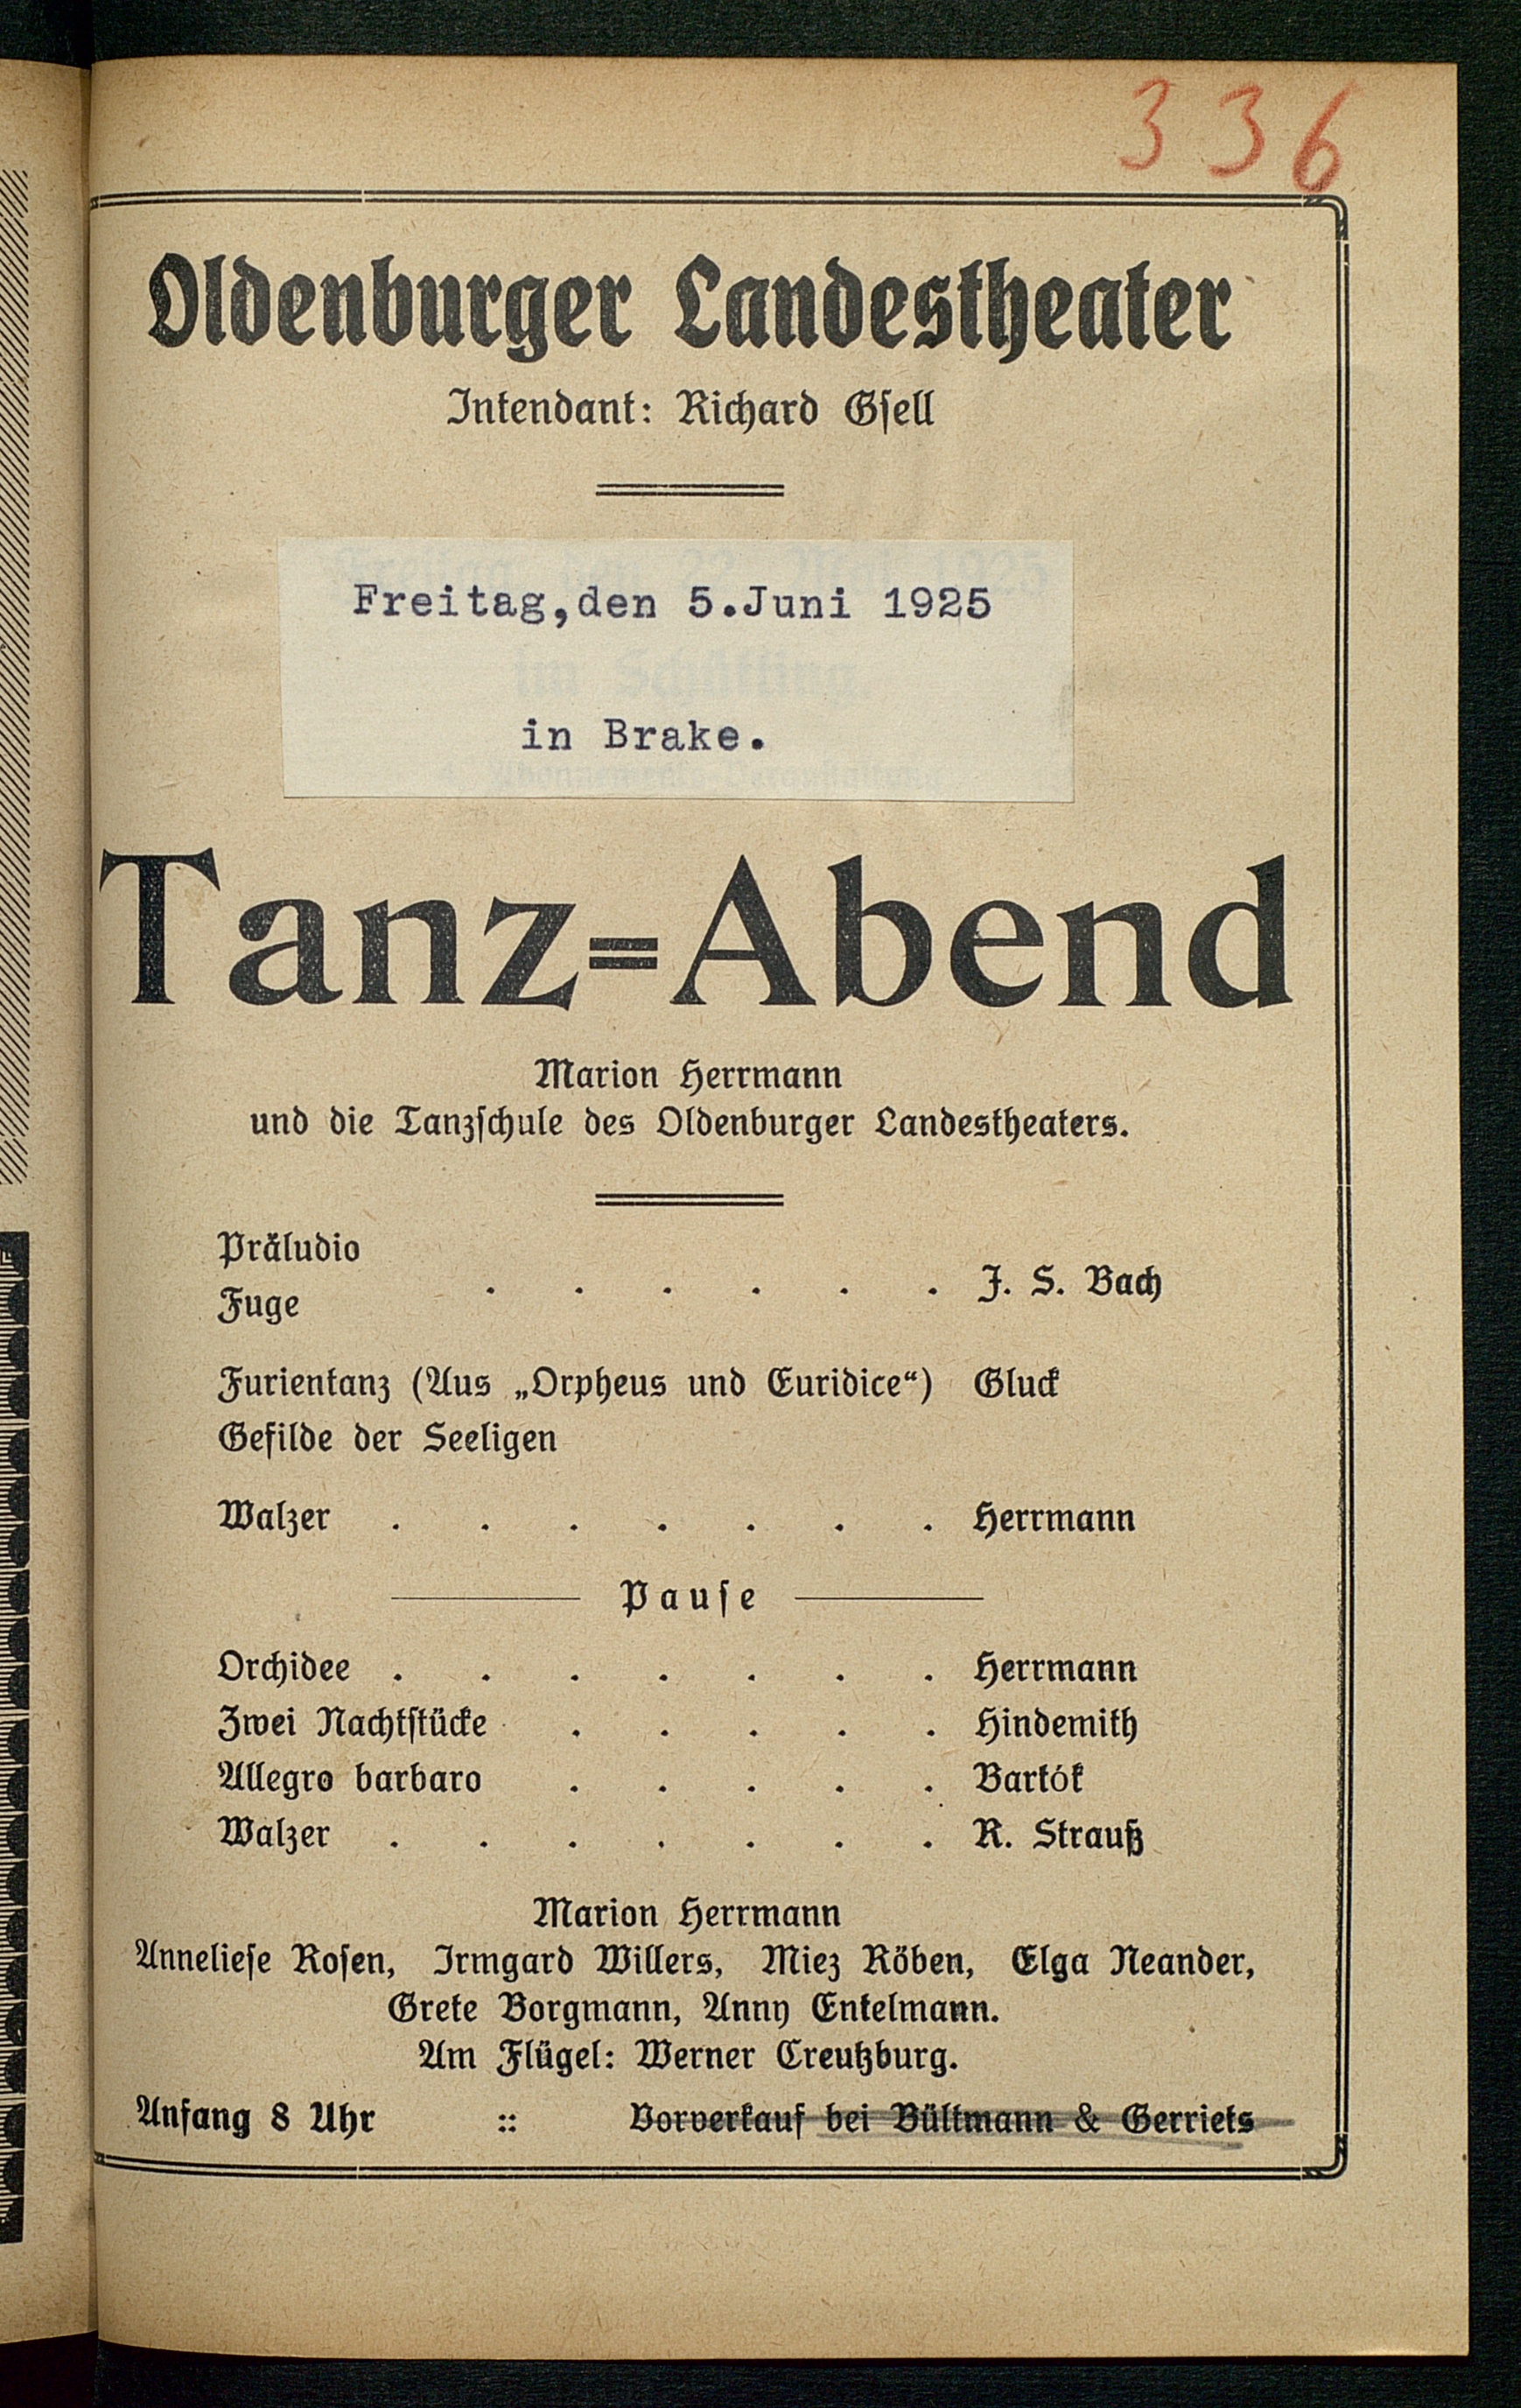 336
Oldenburger Landestheater
Intendant: Richard Gsell
Freitag,den 5.Juni 1925
in Brake.
Tanz=Abend
Marion Herrmann
und die Tanzschule des Oldenburger Landestheaters.
Präludio
Fuge . . . . . . J. S. Bach
Furientanz (Aus „Orpheus und Euridice“) Gluck
Gefilde der Seeligen
Walzer . . . . . . . Herrmann
Pause
Orchidee . . . . . . . Herrmann
Zwei Nachtstücke . . . . . Hindemith
Allegro barbaro . . . . . Bartók
Walzer . . . . . . . R. Strauß
Marion Herrmann
Anneliese Rosen, Irmgard Willers, Miez Röben, Elga Neander,
Grete Borgmann, Anny Entelmann.
Am Flügel: Werner Creutzburg.
Anfang 8 Uhr :: Vorverkauf bei Bültmann & Gerriets